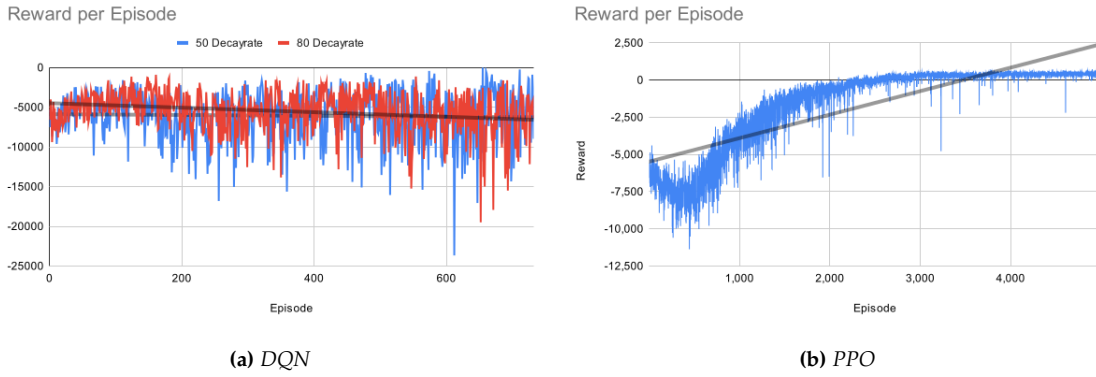 Reward per Episode
50 Decayrate
80 Decayrate
0
-5000
-10000
-15000
-20000
-25000
0
200
400
600
Episode
(a) DQN
Reward per Episode
Reward
2,500
0
-2,500
-5,000
-7,500
-10,000
-12,500
1,000
2,000
3,000
4,000
Episode
(b) PPO